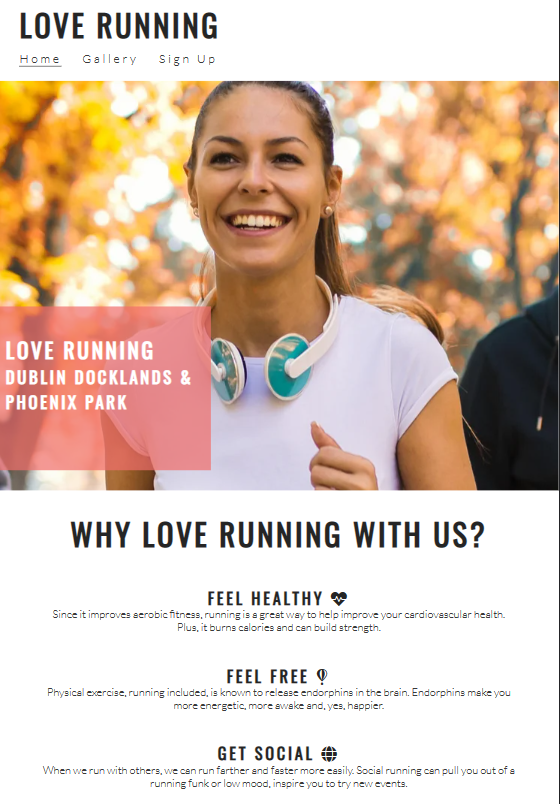 LOVE RUNNING
Home Gallery Sign Up
LOVE RUNNING
DUBLIN DOCKLANDS &
PHOENIX PARK
WHY LOVE RUNNING WITH US?
FEEL HEALTHY
Since it improves aerobic fitness, running is a great way to help improve your cardiovascular health.
Plus, it burns calories and can build strength.
FEEL FREE
Physical exercise, running included, is known to release endorphins in the brain. Endorphins make you
more energetic, more awake and, yes, happier.
GET SOCIAL
When we run with others, we can run farther and faster more easily. Social running can pull you out of a
running funk or low mood, inspire you to try new events.